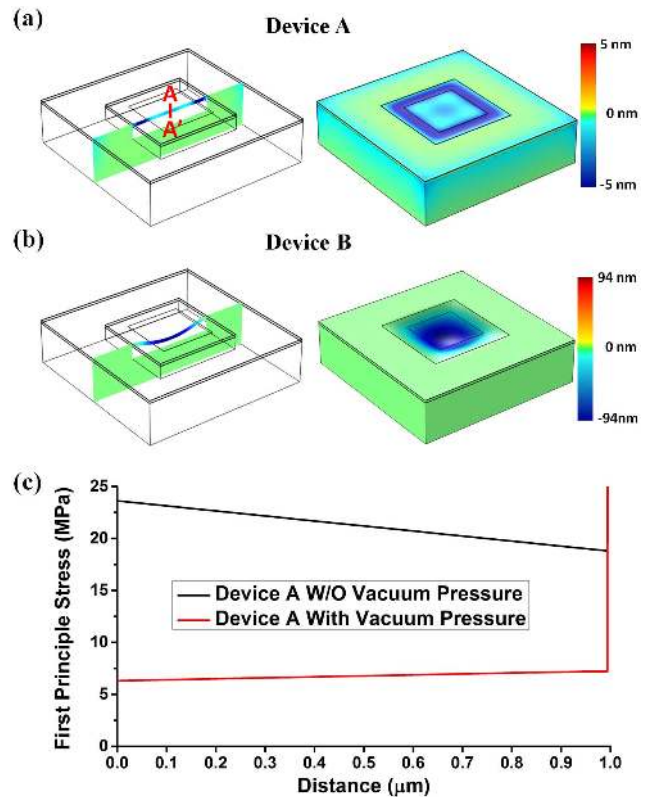 (a)
Device A
A
A'
5 nm
0 nm
-5 nm
(b)
Device B
94 nm
0 nm
-94nm
(c)
First Principle Stress (MPa)
25
20
15
10
5
0
Device A W/O Vacuum Pressure
Device A With Vacuum Pressure
0.0 0.1 0.2 0.3 0.4 0.5 0.6 0.7 0.8 0.9 1.0
Distance (μm)